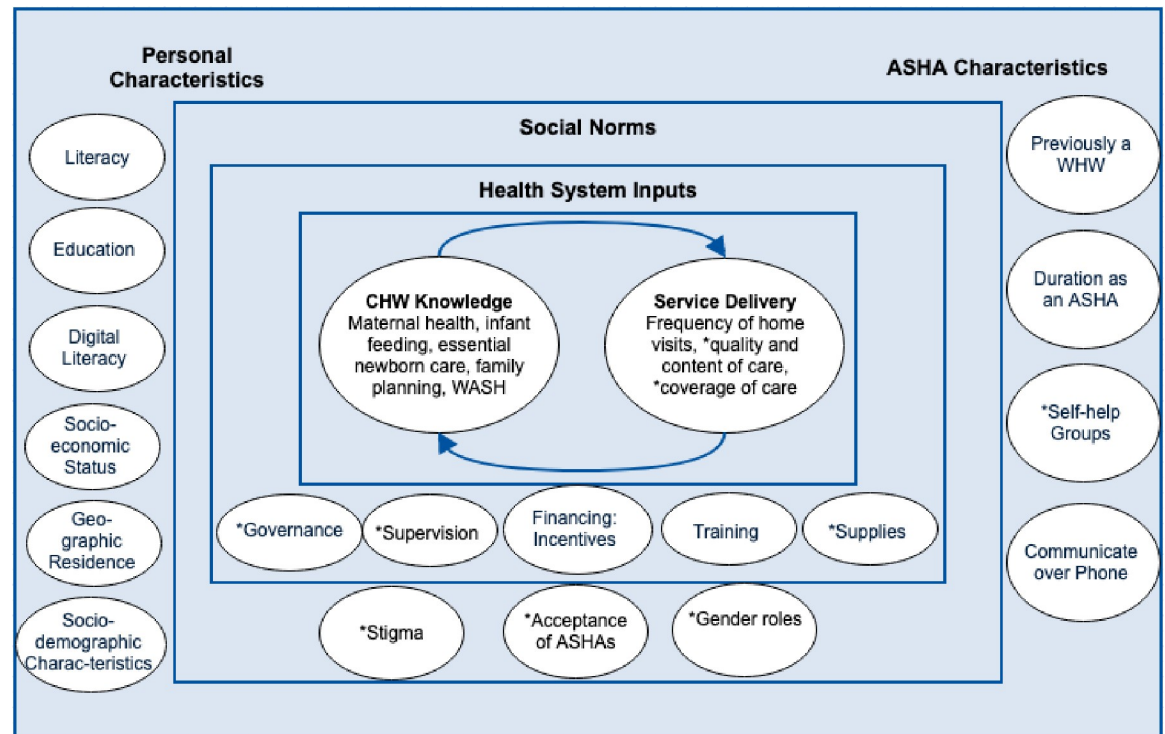 Personal
Characteristics
ASHA Characteristics
Social Norms
Health System Inputs
Literacy
Education
Digital
Literacy
Socio-
economic
Status
Geo-
graphic
Residence
Socio-
demographic
Charac-teristics
CHW Knowledge
Maternal health, infant
feeding, essential
newborn care, family
planning, WASH
Service Delivery
Frequency of home
visits, *quality and
content of care,
*coverage of care
*Governance
*Supervision
Financing:
Incentives
Training
*Supplies
*Stigma
*Acceptance
of ASHAs
*Gender roles
Previously a
WHW
Duration as
an ASHA
*Self-help
Groups
Communicate
over Phone